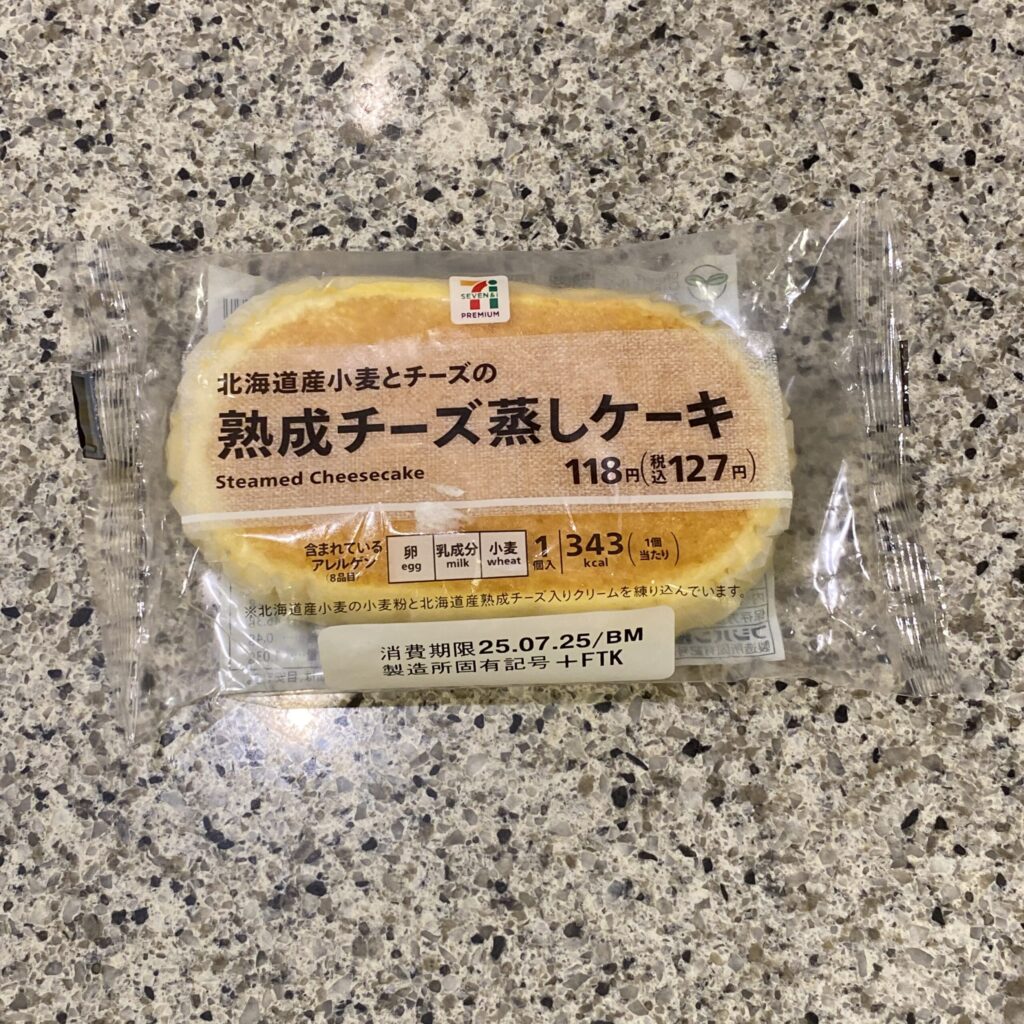 SEVEN&i
PREMIUM
北海道産小麦とチーズの
熟成チーズ蒸しケーキ
Steamed Cheesecake
118円(税込127円)
含まれているアレルゲン(8品目) 卵 egg 乳成分 milk 小麦 wheat 1個入 343kcal(1個当たり)
※北海道産小麦の小麦粉と北海道産熟成チーズ入りクリームを練り込んでいます。
消費期限25.07.25/BM
製造所固有記号+FTK